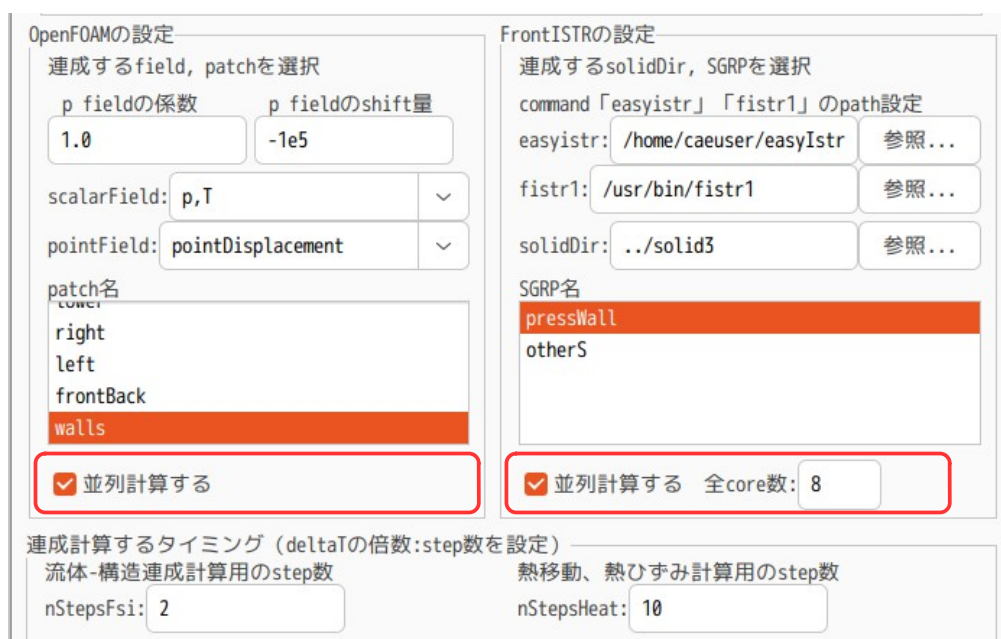 OpenFOAMの設定
連成するfield, patchを選択
p fieldの係数 p fieldのshift量
1.0 -1e5
scalarField: p,T
pointField: pointDisplacement
patch名
lower
right
left
frontBack
walls
並列計算する
FrontISTRの設定
連成するsolidDir, SGRPを選択
command「easyistr」「fistr1」のpath設定
easyistr: /home/caeuser/easyIstr 参照...
fistr1: /usr/bin/fistr1 参照...
solidDir: ../solid3 参照...
SGRP名
pressWall
otherS
並列計算する 全core数: 8
連成計算するタイミング (deltaTの倍数:step数を設定)
流体-構造連成計算用のstep数
nStepsFsi: 2
熱移動、熱ひずみ計算用のstep数
nStepsHeat: 10